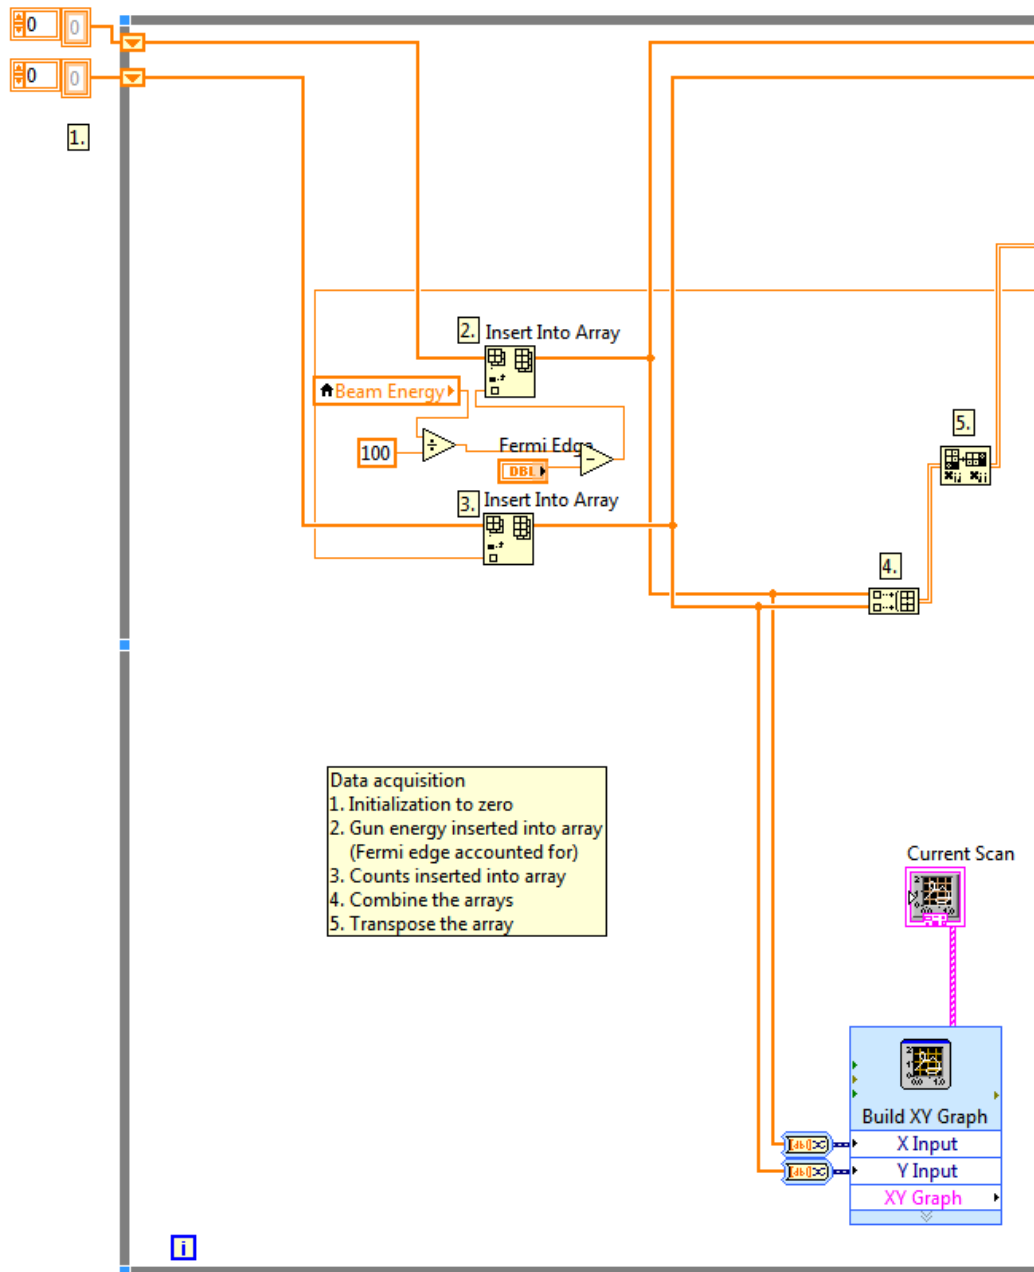 0 0
0 0
1.
2. Insert Into Array
Beam Energy
100
Fermi Edge
DBL
3. Insert Into Array
5.
4.
Data acquisition
1. Initialization to zero
2. Gun energy inserted into array
(Fermi edge accounted for)
3. Counts inserted into array
4. Combine the arrays
5. Transpose the array
Current Scan
Build XY Graph
X Input
Y Input
XY Graph
i